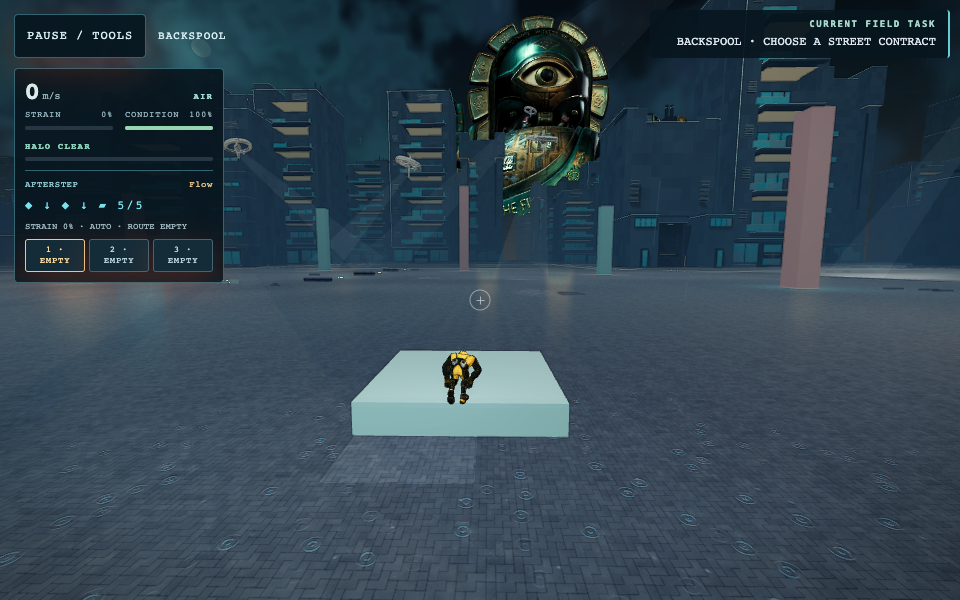 PAUSE / TOOLS
BACKSPOOL
CURRENT FIELD TASK
BACKSPOOL · CHOOSE A STREET CONTRACT
0 m/s
AIR
STRAIN 0%
CONDITION 100%
HALO CLEAR
AFTERSTEP
Flow
5/5
STRAIN 0% · AUTO · ROUTE EMPTY
1 · EMPTY
2 · EMPTY
3 · EMPTY